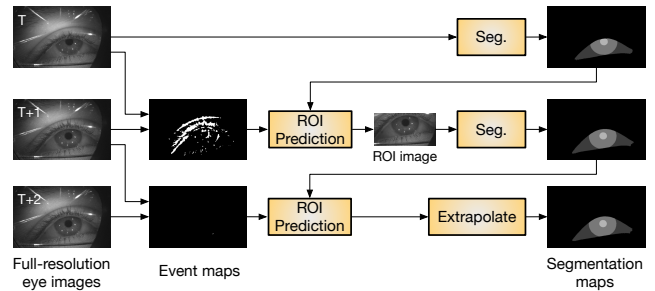 T
Seg.
T+1
ROI
Prediction
ROI image
Seg.
T+2
ROI
Prediction
Extrapolate
Full-resolution
eye images
Event maps
Segmentation
maps